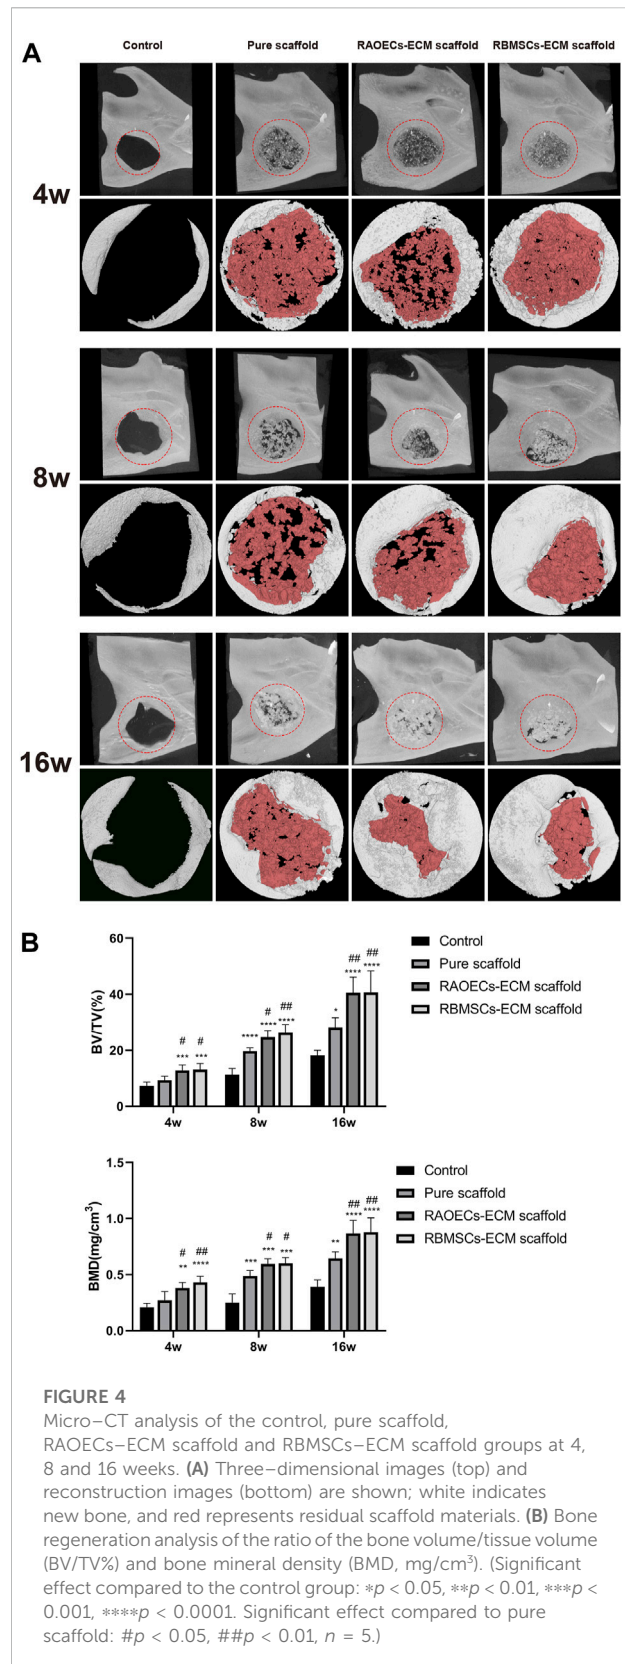 A
Control Pure scaffold RAOECs-ECM scaffold RBMSCs-ECM scaffold
4w
8w
16w
B
60
40
20
0
BV/TV(%)
# #
*** ***
# ##
**** **** ****
## ##
* **** ****
4w 8w 16w
Control
Pure scaffold
RAOECs-ECM scaffold
RBMSCs-ECM scaffold
1.5
1.0
0.5
0.0
BMD(mg/cm³)
# ##
** ****
# #
*** *** ***
## ##
** **** ****
4w 8w 16w
Control
Pure scaffold
RAOECs-ECM scaffold
RBMSCs-ECM scaffold
FIGURE 4
Micro–CT analysis of the control, pure scaffold,
RAOECs–ECM scaffold and RBMSCs–ECM scaffold groups at 4,
8 and 16 weeks. (A) Three–dimensional images (top) and
reconstruction images (bottom) are shown; white indicates
new bone, and red represents residual scaffold materials. (B) Bone
regeneration analysis of the ratio of the bone volume/tissue volume
(BV/TV%) and bone mineral density (BMD, mg/cm³). (Significant
effect compared to the control group: *p < 0.05, **p < 0.01, ***p <
0.001, ****p < 0.0001. Significant effect compared to pure
scaffold: #p < 0.05, ##p < 0.01, n = 5.)